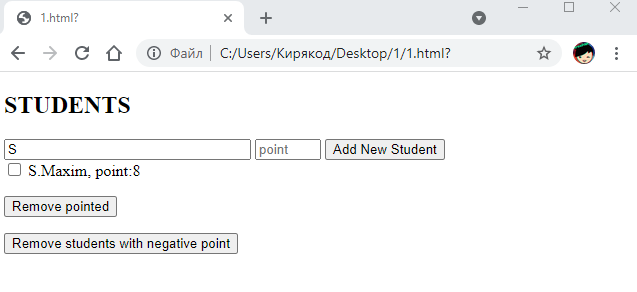 1.html?
Файл C:/Users/Кирякод/Desktop/1/1.html?
STUDENTS
S point Add New Student
S.Maxim, point:8
Remove pointed
Remove students with negative point